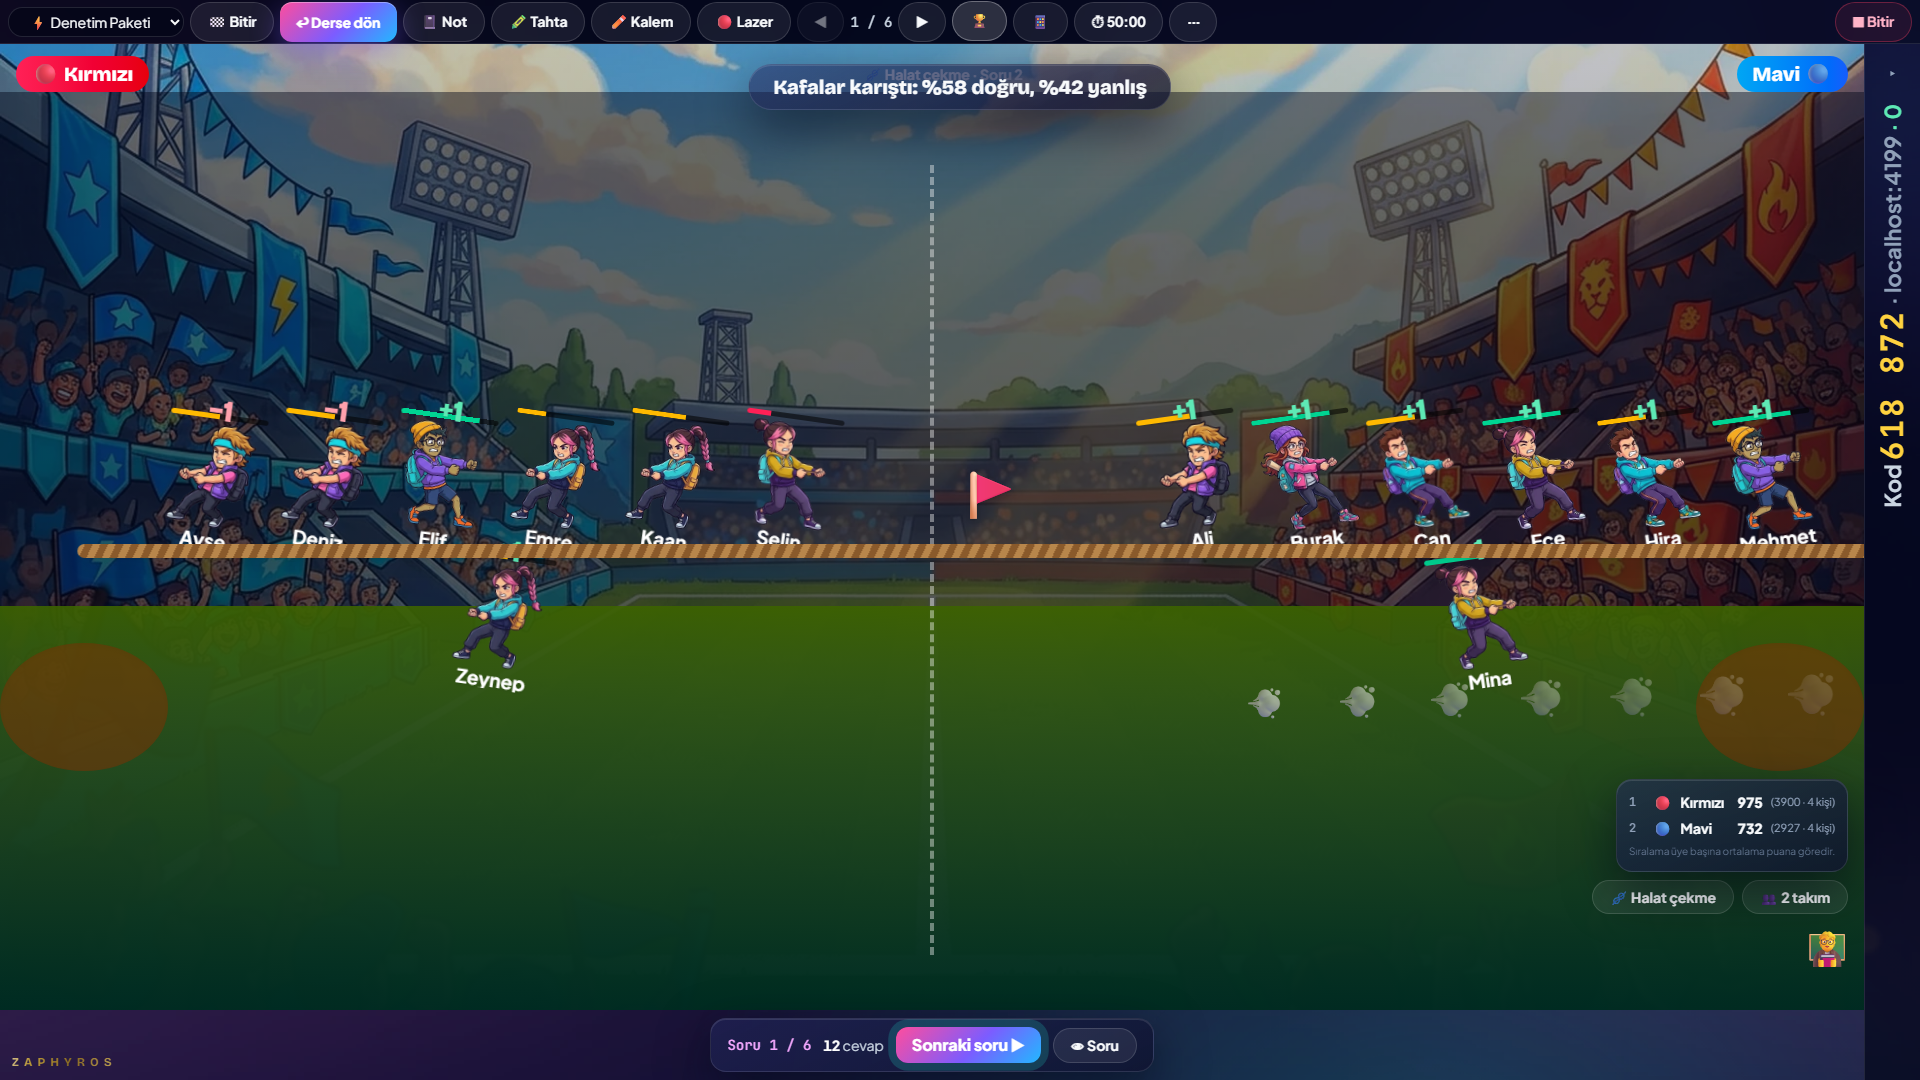 Denetim Paketi
Bitir
Derse dön
Not
Tahta
Kalem
Lazer
1 / 6
50:00
Bitir
Kırmızı
Halat çekme · Soru 2
Kafalar karıştı: %58 doğru, %42 yanlış
Mavi
Kod 618 872 · localhost:4199 · 0
-1 -1 +1
+1 +1 +1 +1 +1 +1
Ayşe Deniz Elif Emre Kaan Selin
Ali Burak Can Ece Hira Mehmet
Zeynep
Mina
1 Kırmızı 975 (3900 · 4 kişi)
2 Mavi 732 (2927 · 4 kişi)
Sıralama üye başına ortalama puana göredir.
Halat çekme
2 takım
Soru 1 / 6 12 cevap Sonraki soru Soru
ZAPHYROS